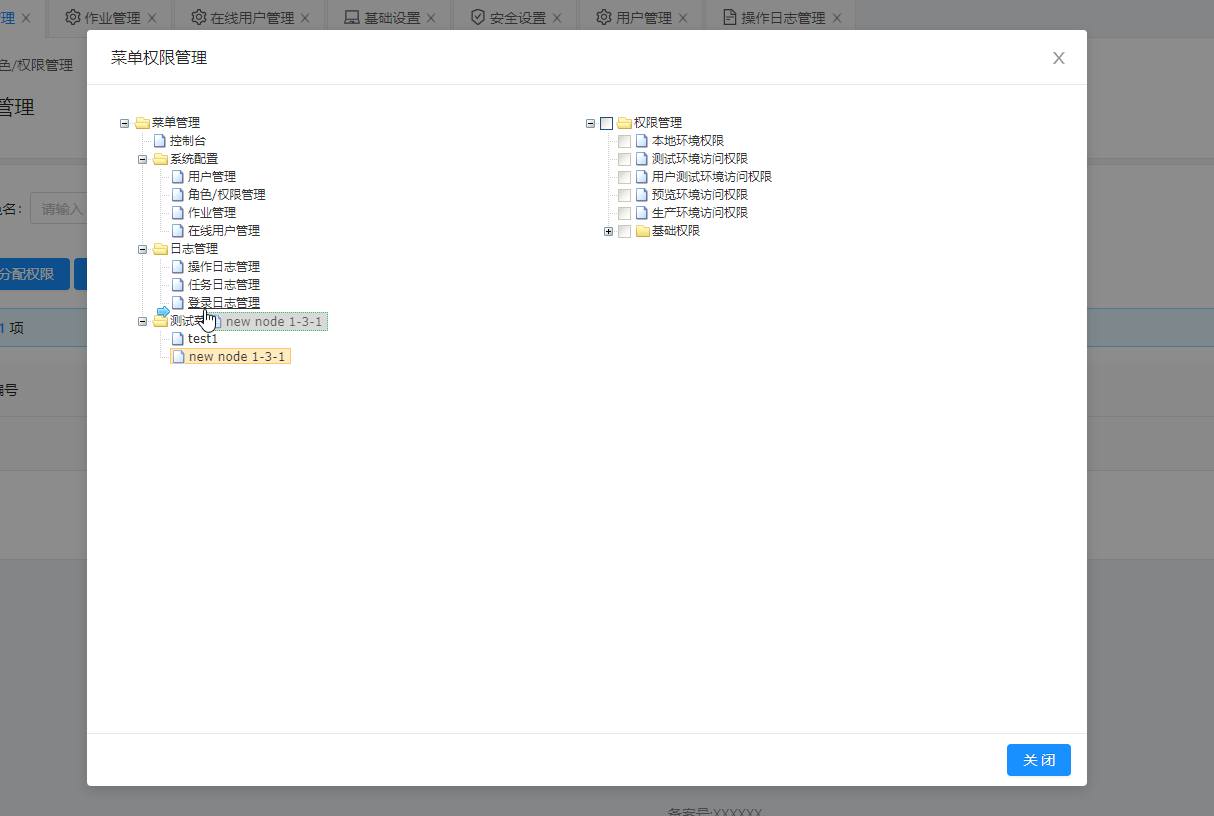 理 作业管理 在线用户管理 基础设置 安全设置 用户管理 操作日志管理
色/权限管理
管理
名： 请输入
分配权限
1 项
编号
菜单权限管理
菜单管理
控制台
系统配置
用户管理
角色/权限管理
作业管理
在线用户管理
日志管理
操作日志管理
任务日志管理
登录日志管理
测试菜 new node 1-3-1
test1
new node 1-3-1
权限管理
本地环境权限
测试环境访问权限
用户测试环境访问权限
预览环境访问权限
生产环境访问权限
基础权限
关 闭
备案号:XXXXXX